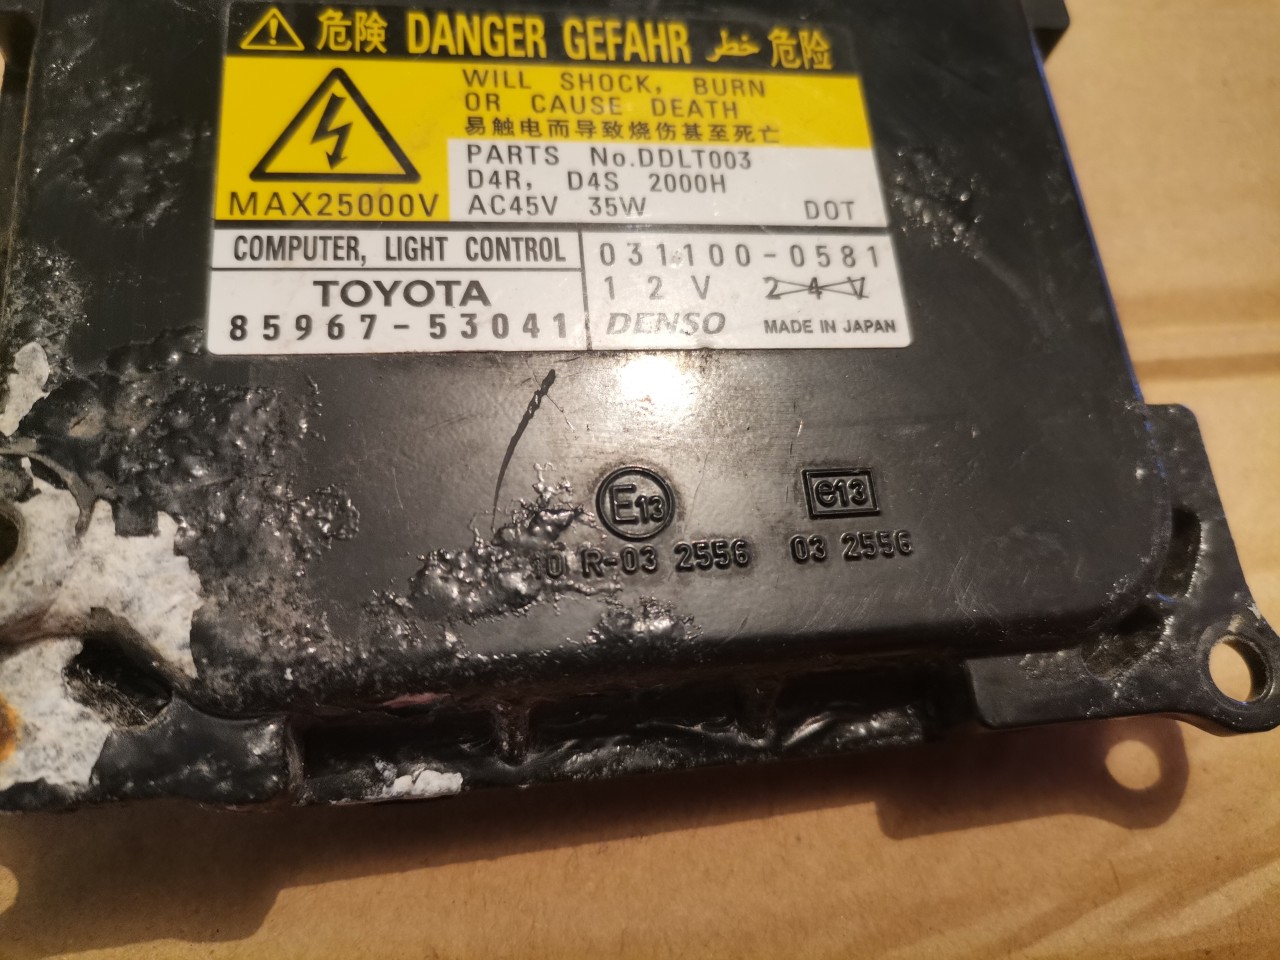 危険 DANGER GEFAHR خطر 危险
WILL SHOCK, BURN
OR CAUSE DEATH
易触电而导致烧伤甚至死亡
MAX25000V
PARTS No.DDLT003
D4R, D4S 2000H
AC45V 35W DOT
COMPUTER, LIGHT CONTROL
TOYOTA
85967-53041
031100-0581
12V 24V
DENSO MADE IN JAPAN
E13 e13
10 R-03 2556 03 2556